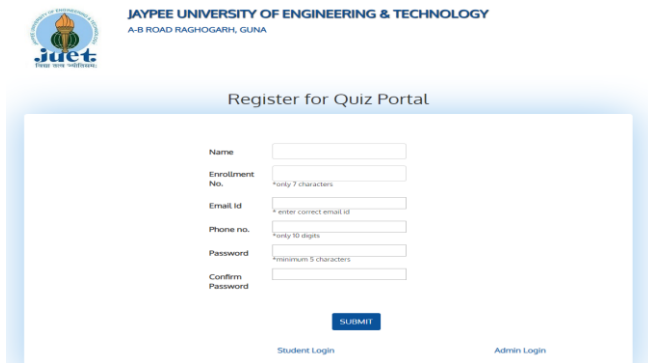 JAYPEE UNIVERSITY OF ENGINEERING & TECHNOLOGY
A-B ROAD RAGHOGARH, GUNA
juet
Register for Quiz Portal
Name
Enrollment
No.
*only 7 characters
Email Id
* enter correct email id
Phone no.
*only 10 digits
Password
*minimum 5 characters
Confirm
Password
SUBMIT
Student Login
Admin Login